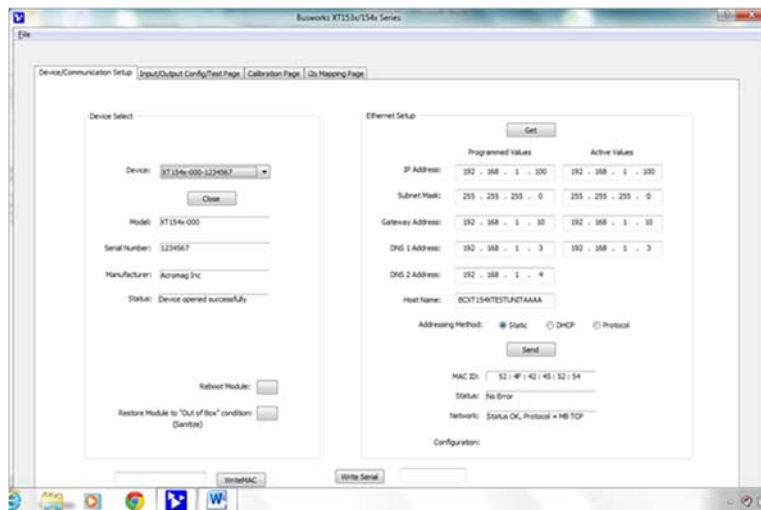 Busworks XT153x/154x Series
File
Device/Communication Setup Input/Output Config/Test Page Calibration Page i2o Mapping Page
Device Select
Device: XT154x-000-1234567
Close
Model: XT154x-000
Serial Number: 1234567
Manufacturer: Acromag Inc
Status: Device opened successfully
Reboot Module:
Restore Module to "Out of Box" condition:
(Sanitize)
WriteMAC
Ethernet Setup
Get
Programmed Values Active Values
IP Address: 192 . 168 . 1 . 100 192 . 168 . 1 . 100
Subnet Mask: 255 . 255 . 255 . 0 255 . 255 . 255 . 0
Gateway Address: 192 . 168 . 1 . 10 192 . 168 . 1 . 10
DNS 1 Address: 192 . 168 . 1 . 3 192 . 168 . 1 . 3
DNS 2 Address: 192 . 168 . 1 . 4
Host Name: BCXT154XTESTUNITAAAA
Addressing Method: Static DHCP Protocol
Send
MAC ID: 52 : 4F : 42 : 45 : 52 : 54
Status: No Error
Network: Status OK, Protocol = MB TCP
Configuration:
Write Serial